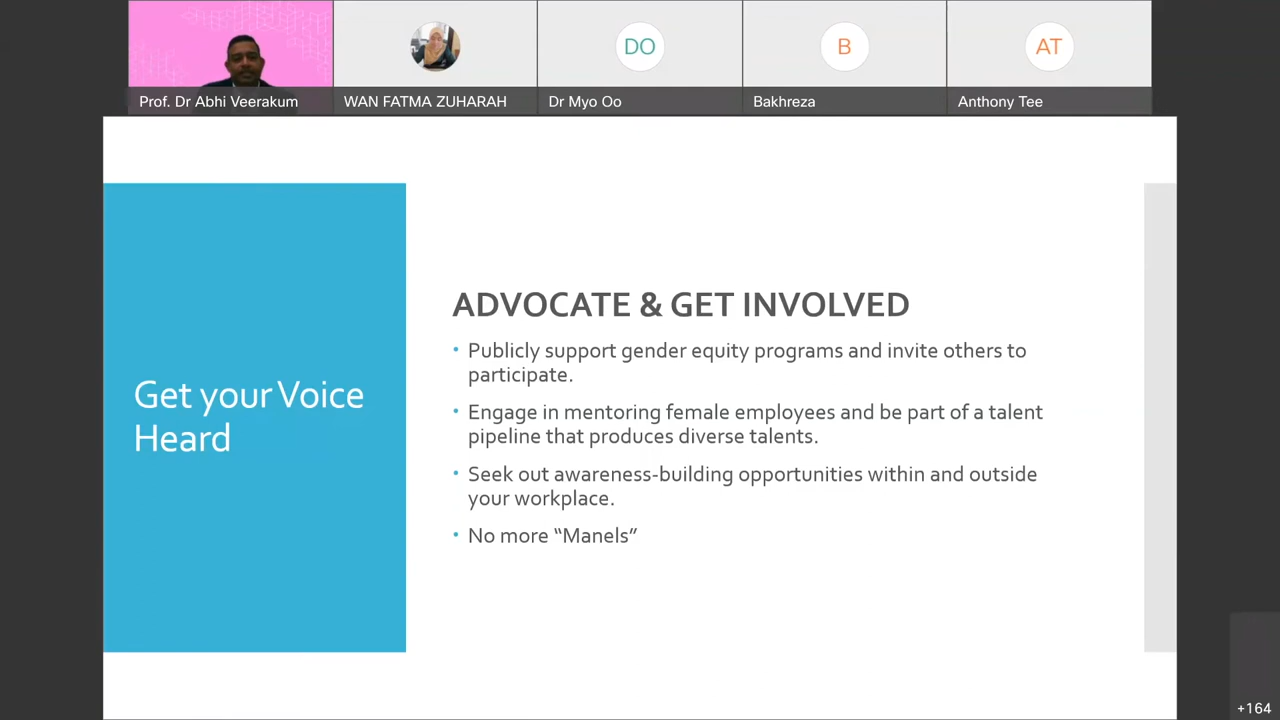 DO
B
AT
Prof. Dr Abhi Veerakum
WAN FATMA ZUHARAH
Dr Myo Oo
Bakhreza
Anthony Tee
Get your Voice
Heard
ADVOCATE & GET INVOLVED
• Publicly support gender equity programs and invite others to
participate.
• Engage in mentoring female employees and be part of a talent
pipeline that produces diverse talents.
• Seek out awareness-building opportunities within and outside
your workplace.
• No more “Manels”
+164